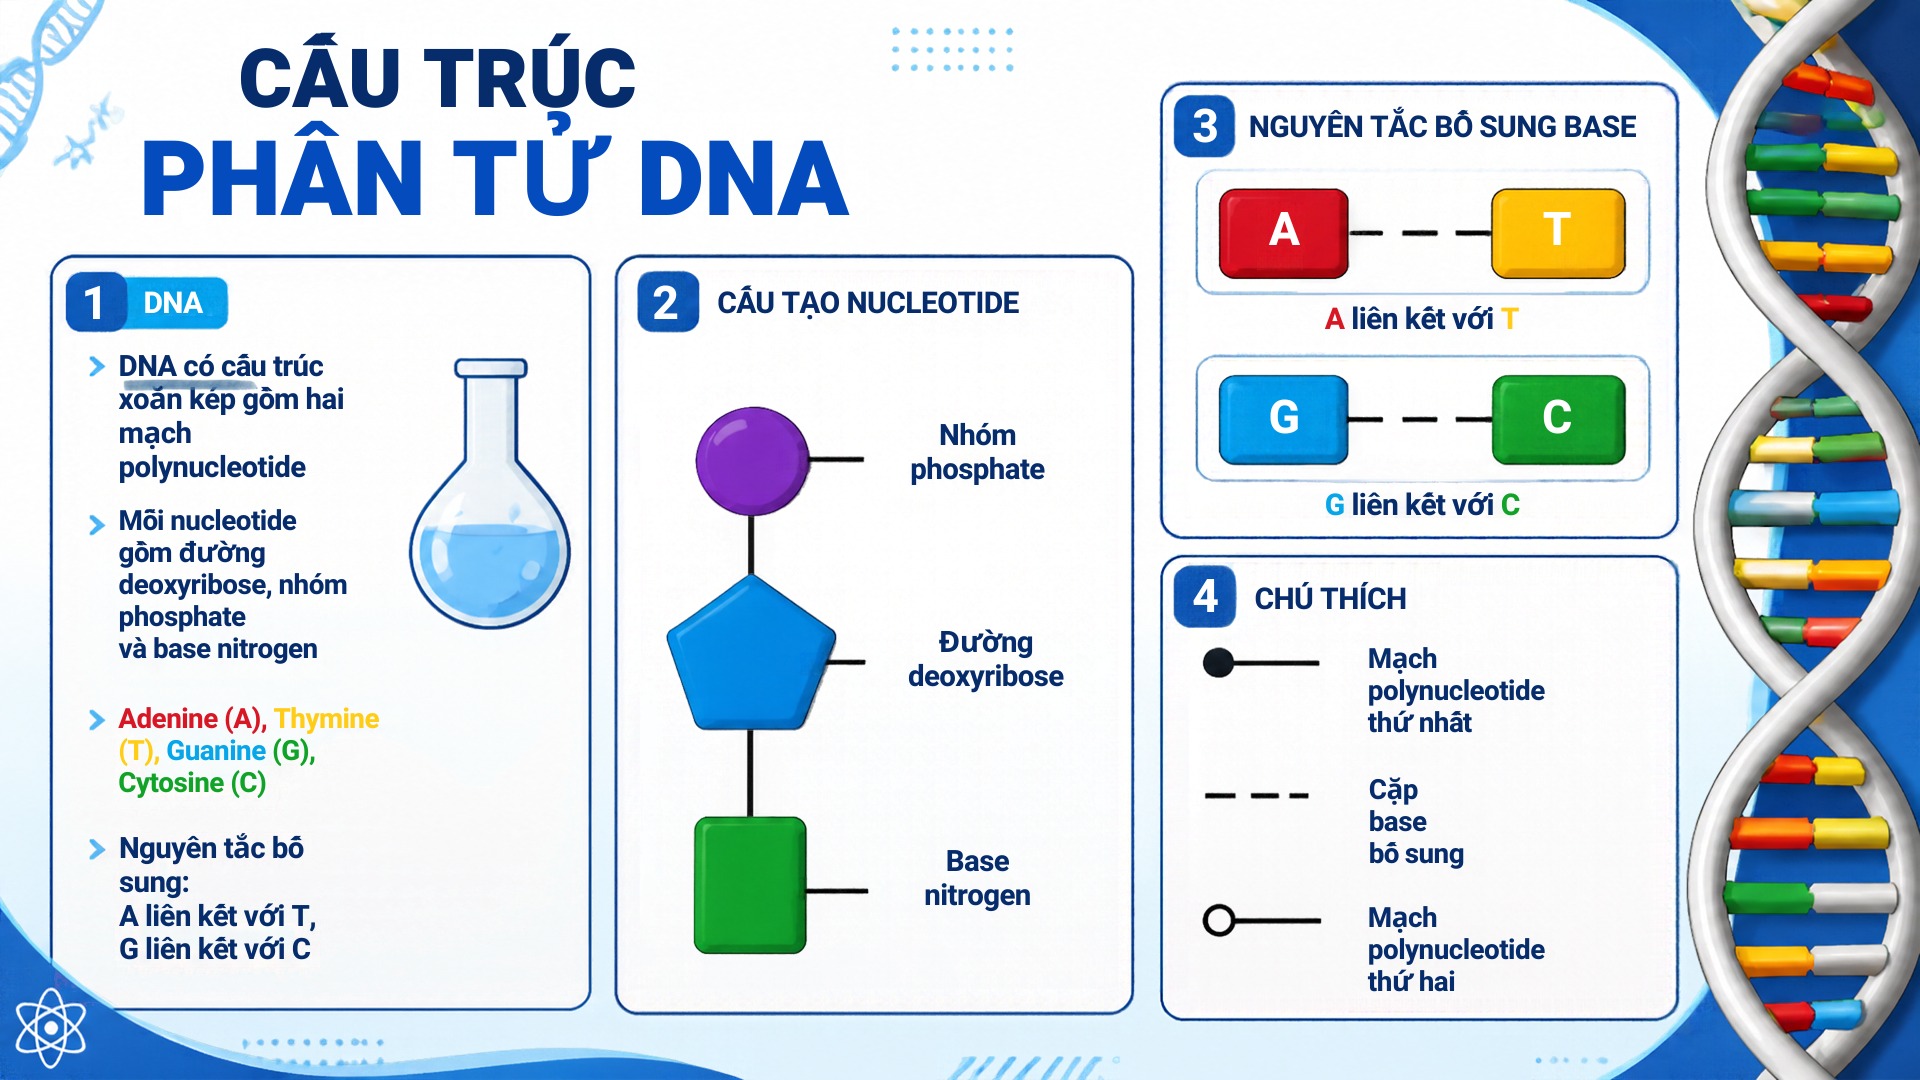 CẤU TRÚC
PHÂN TỬ DNA
1 DNA
DNA có cấu trúc
xoắn kép gồm hai
mạch
polynucleotide
Mỗi nucleotide
gồm đường
deoxyribose, nhóm
phosphate
và base nitrogen
Adenine (A), Thymine
(T), Guanine (G),
Cytosine (C)
Nguyên tắc bổ
sung:
A liên kết với T,
G liên kết với C
2 CẤU TẠO NUCLEOTIDE
Nhóm
phosphate
Đường
deoxyribose
Base
nitrogen
3 NGUYÊN TẮC BỔ SUNG BASE
A T
A liên kết với T
G C
G liên kết với C
4 CHÚ THÍCH
Mạch
polynucleotide
thứ nhất
Cặp
base
bổ sung
Mạch
polynucleotide
thứ hai